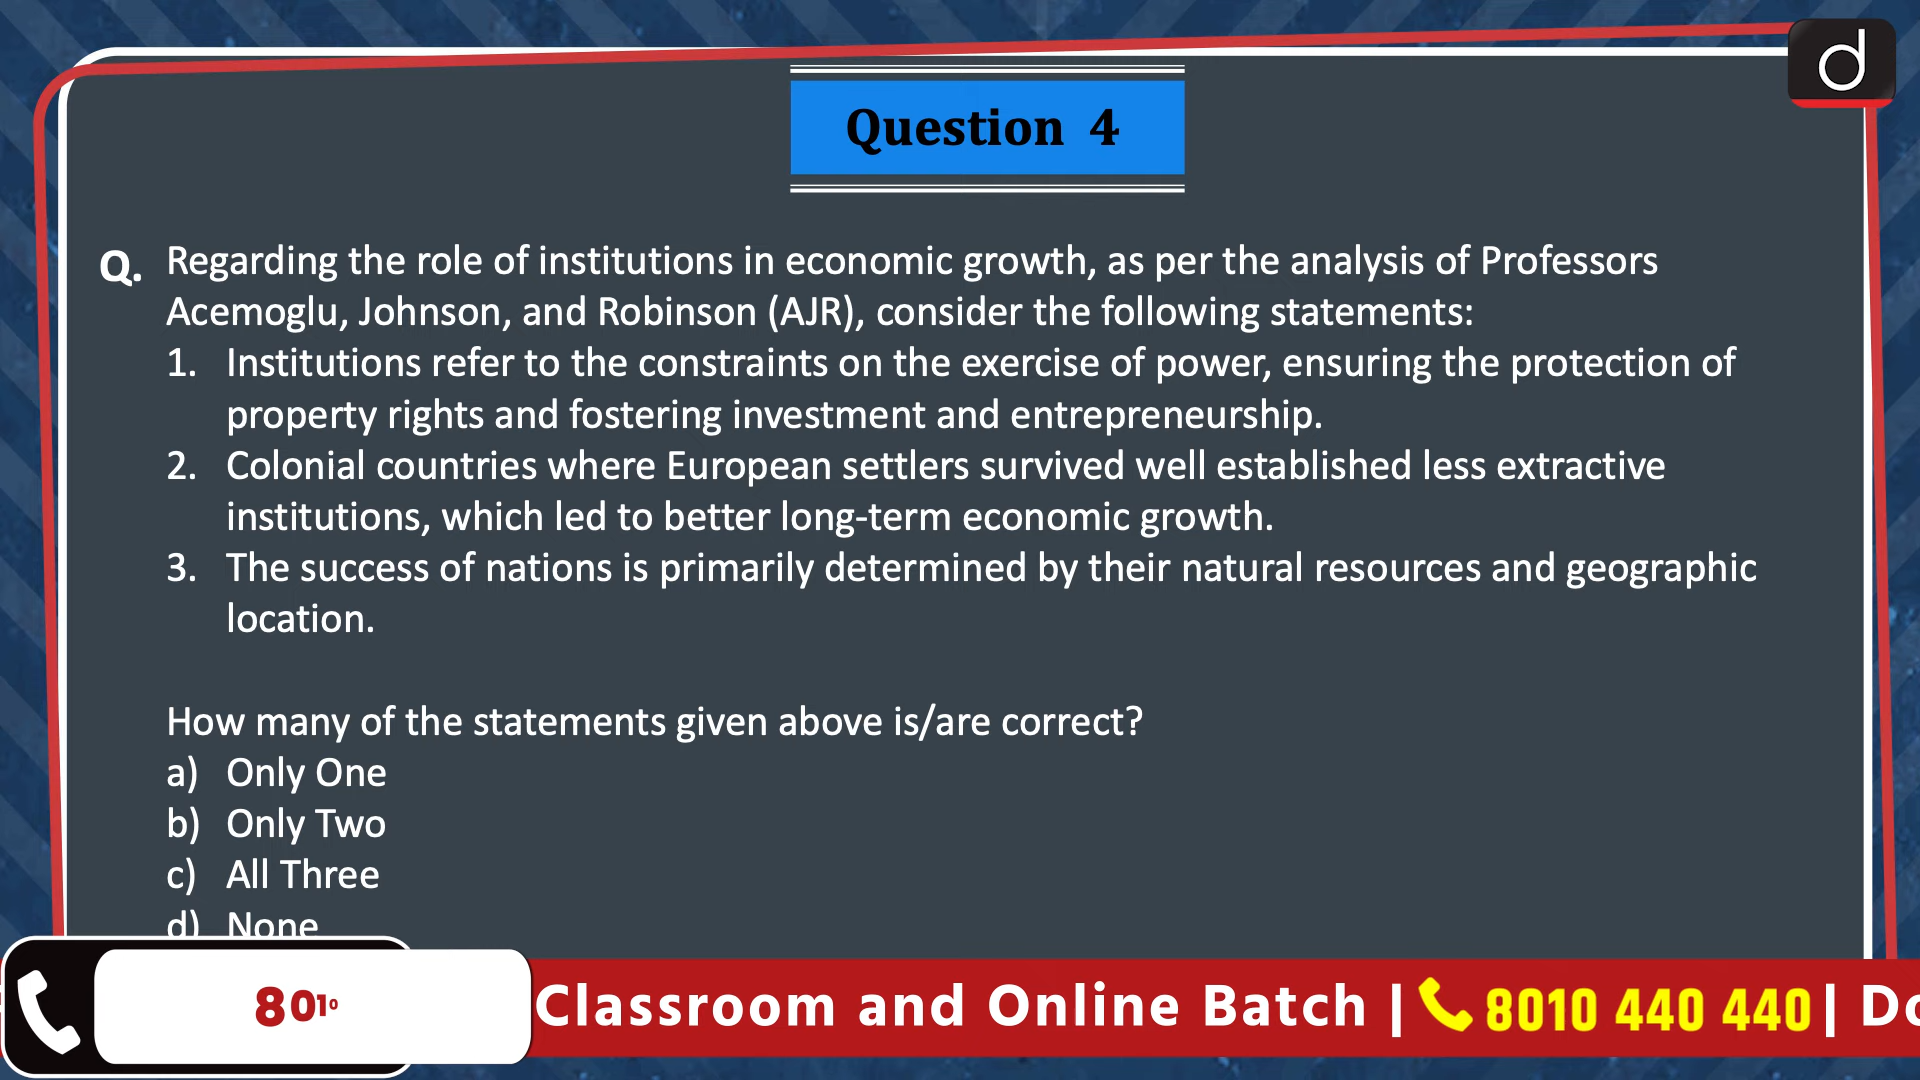 Question 4
Q. Regarding the role of institutions in economic growth, as per the analysis of Professors
Acemoglu, Johnson, and Robinson (AJR), consider the following statements:
1. Institutions refer to the constraints on the exercise of power, ensuring the protection of
property rights and fostering investment and entrepreneurship.
2. Colonial countries where European settlers survived well established less extractive
institutions, which led to better long-term economic growth.
3. The success of nations is primarily determined by their natural resources and geographic
location.
How many of the statements given above is/are correct?
a) Only One
b) Only Two
c) All Three
d) None
8010
Classroom and Online Batch | 8010 440 440 |